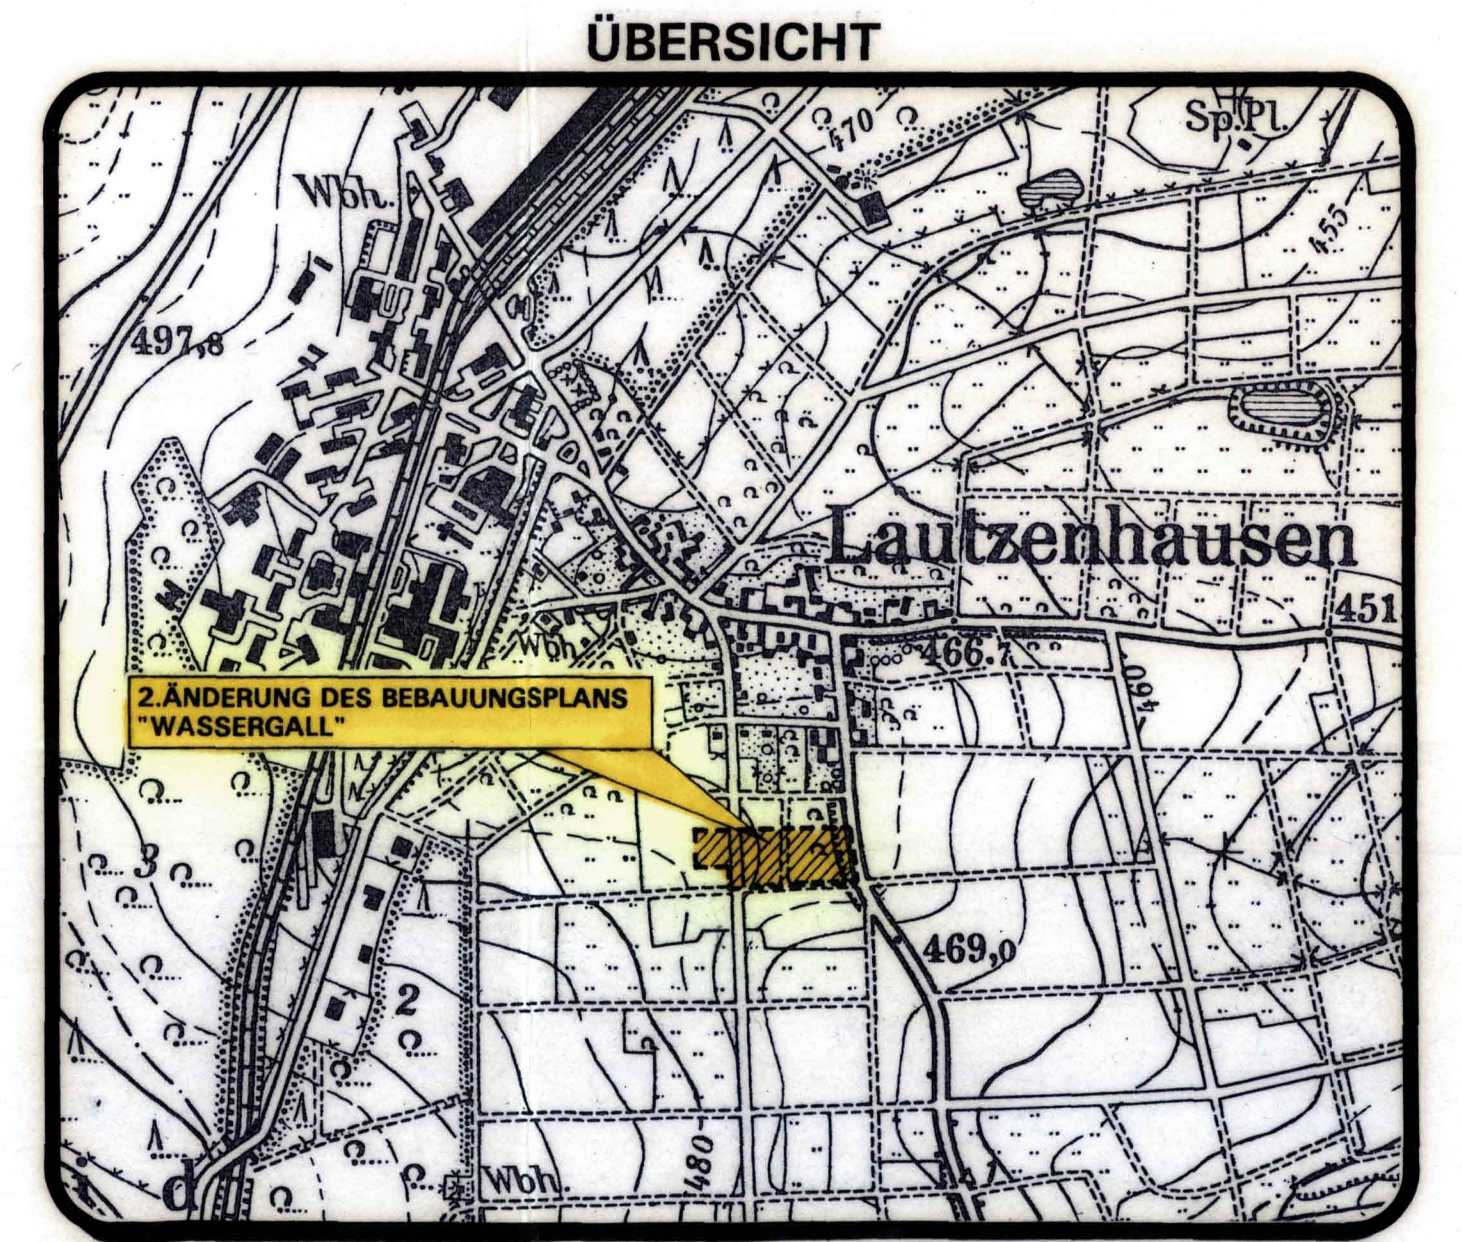 ÜBERSICHT
Sp.Pl.
470
Wbh.
455
497,8
Lautzenhausen
451
466.7
Wbh.
460
2.ÄNDERUNG DES BEBAUUNGSPLANS
"WASSERGALL"
3
469,0
2
480
Wbh.
d